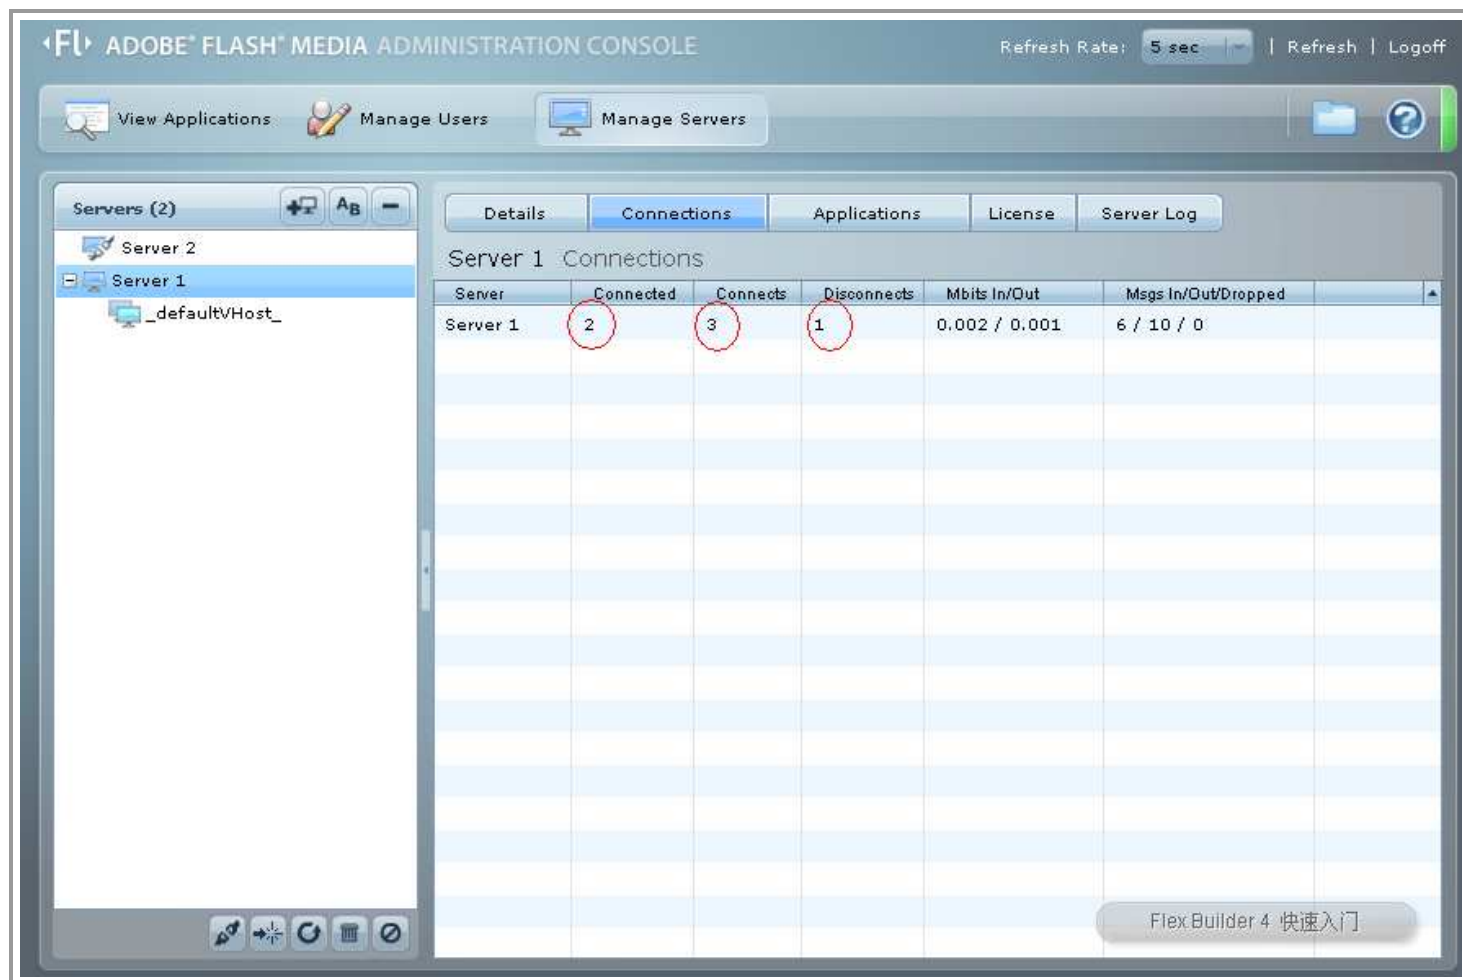 Fl ADOBE® FLASH® MEDIA ADMINISTRATION CONSOLE
Refresh Rate: 5 sec | Refresh | Logoff
View Applications Manage Users Manage Servers
Servers (2) AB
Server 2
Server 1
_defaultVHost_
Details Connections Applications License Server Log
Server 1 Connections
Server Connected Connects Disconnects Mbits In/Out Msgs In/Out/Dropped
Server 1 2 3 1 0.002 / 0.001 6 / 10 / 0
Flex Builder 4 快速入门